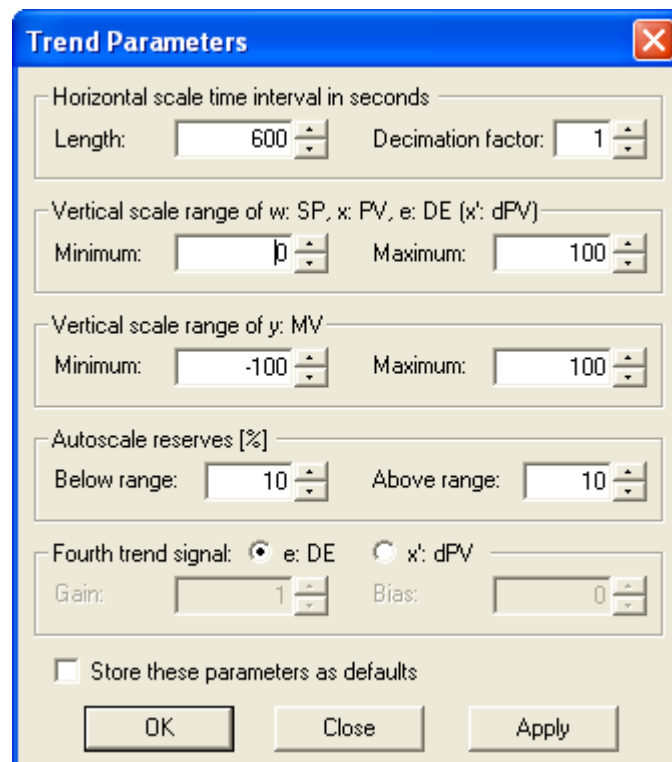 Trend Parameters
Horizontal scale time interval in seconds
Length: 600 Decimation factor: 1
Vertical scale range of w: SP, x: PV, e: DE (x': dPV)
Minimum: 0 Maximum: 100
Vertical scale range of y: MV
Minimum: -100 Maximum: 100
Autoscale reserves [%]
Below range: 10 Above range: 10
Fourth trend signal: e: DE x': dPV
Gain: 1 Bias: 0
Store these parameters as defaults
OK Close Apply